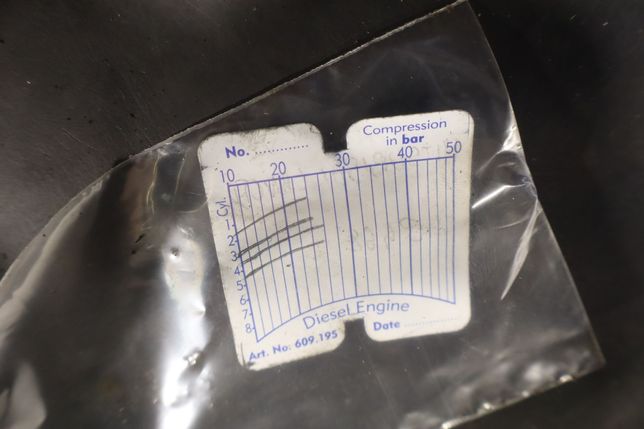 No. ..............
Compression
in bar
10 20 30 40 50
Cyl.
1
2
3
4
5
6
7
8
Diesel Engine
Art. No: 609.195
Date ................